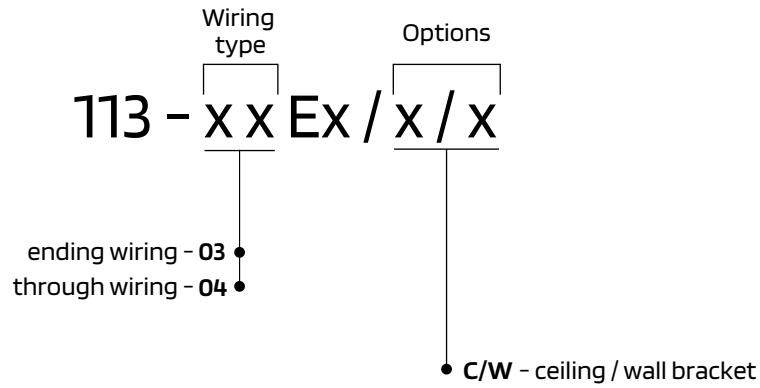 Wiring
type
Options
113 – x x Ex / x / x
ending wiring – 03
through wiring – 04
C/W – ceiling / wall bracket